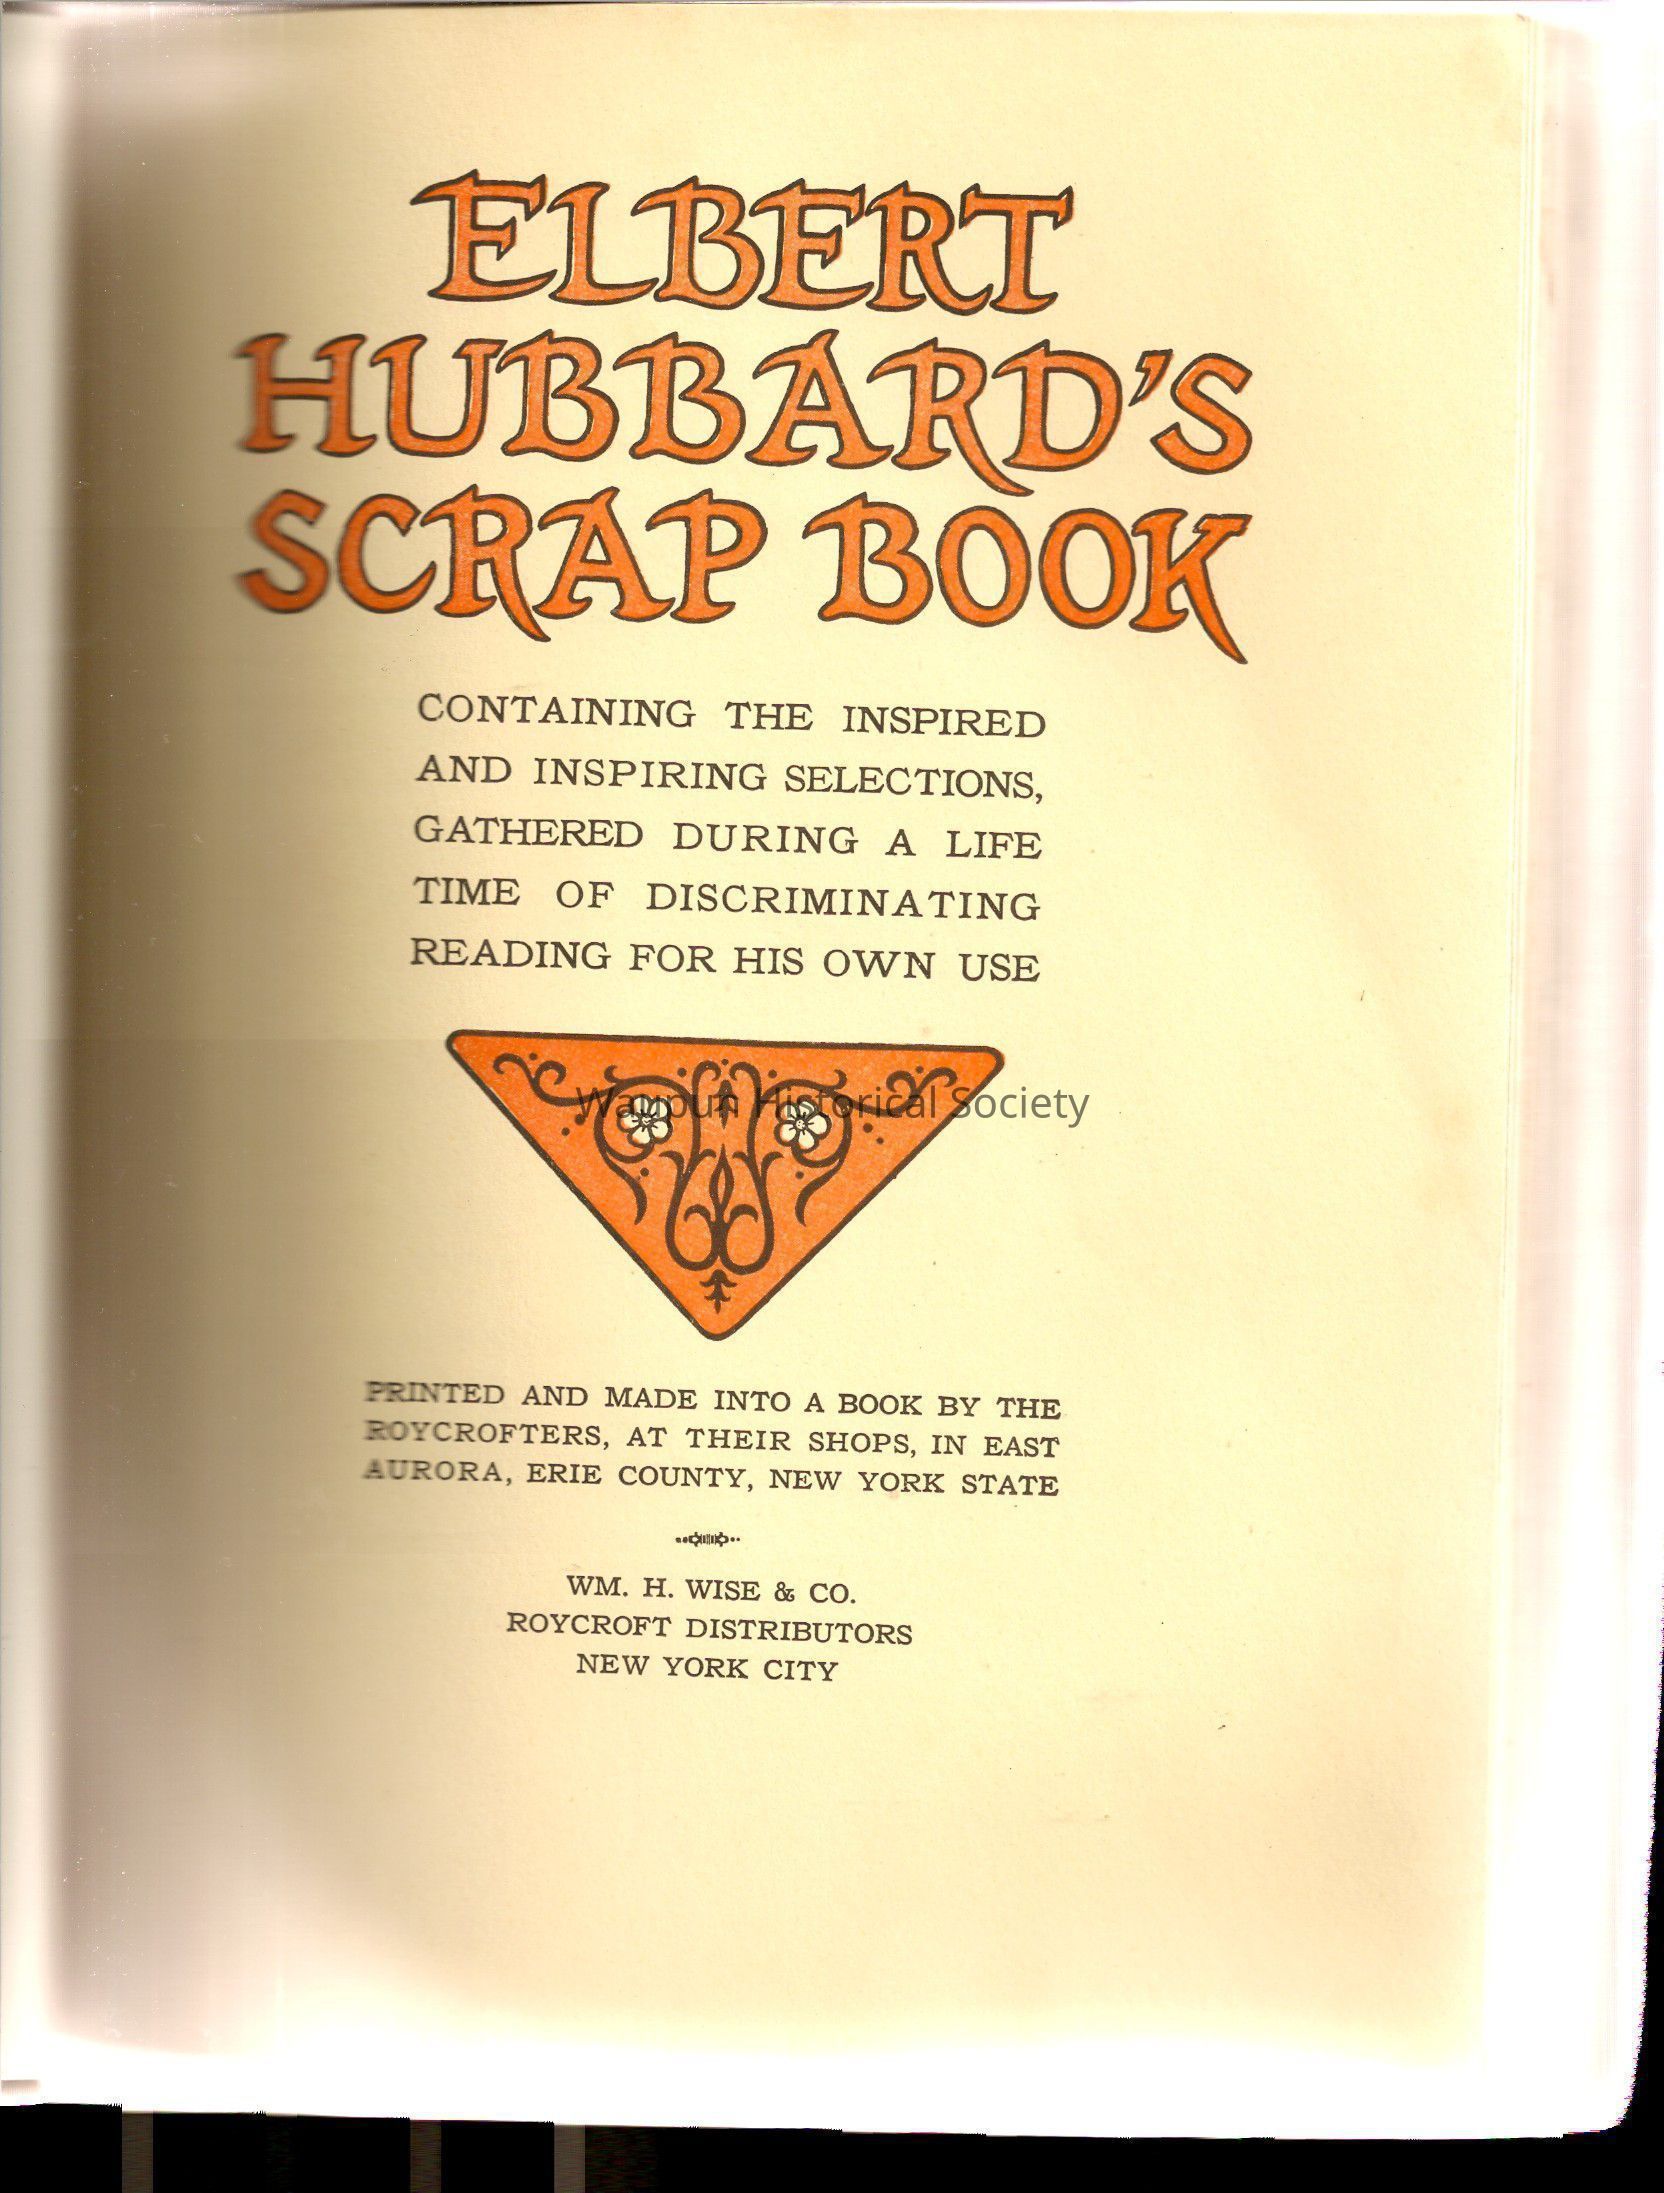 ELBERT
HUBBARD'S
SCRAP BOOK
CONTAINING THE INSPIRED
AND INSPIRING SELECTIONS,
GATHERED DURING A LIFE
TIME OF DISCRIMINATING
READING FOR HIS OWN USE
Waupun Historical Society
PRINTED AND MADE INTO A BOOK BY THE
ROYCROFTERS, AT THEIR SHOPS, IN EAST
AURORA, ERIE COUNTY, NEW YORK STATE
WM. H. WISE & CO.
ROYCROFT DISTRIBUTORS
NEW YORK CITY